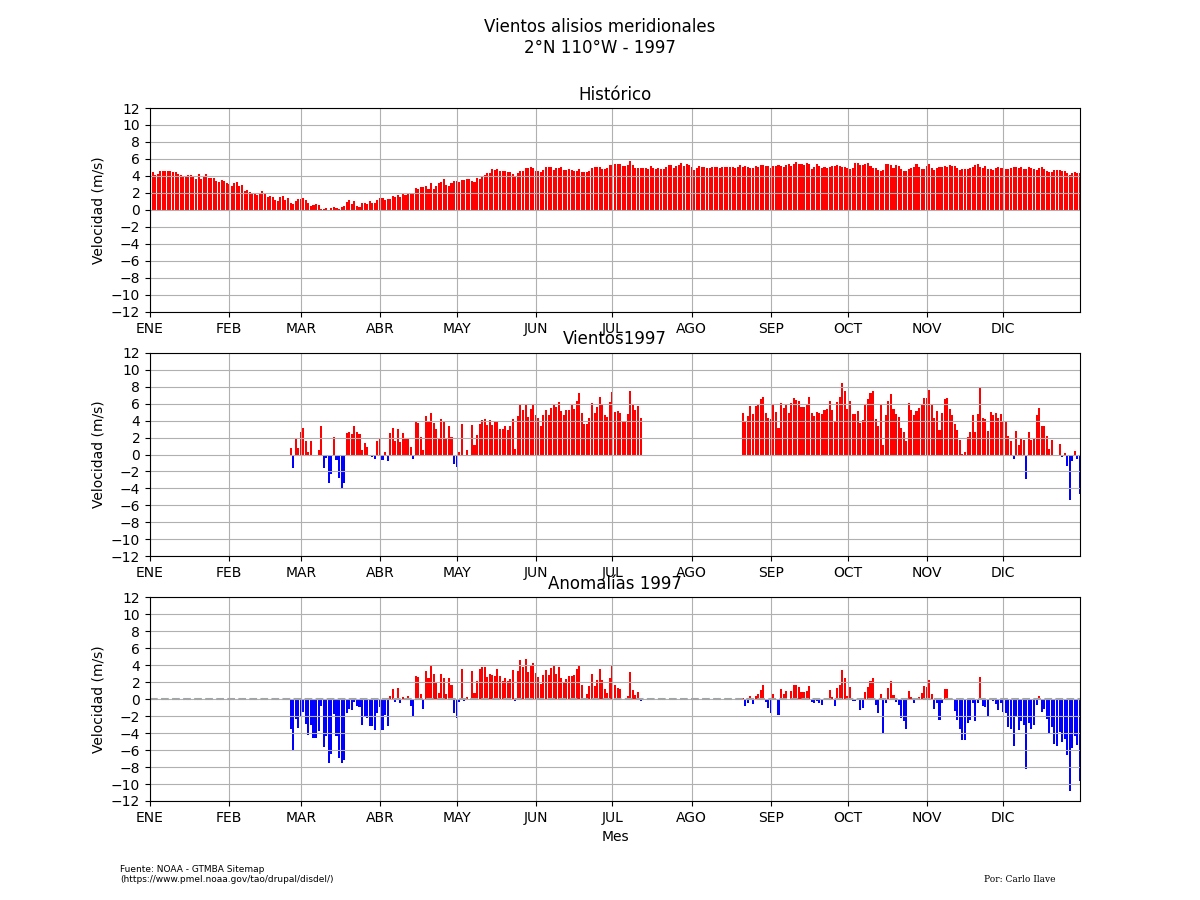 Vientos alisios meridionales
2°N 110°W - 1997
Histórico
12
10
8
6
4
2
0
−2
−4
−6
−8
−10
−12
Velocidad (m/s)
ENE FEB MAR ABR MAY JUN JUL AGO SEP OCT NOV DIC
Vientos1997
12
10
8
6
4
2
0
−2
−4
−6
−8
−10
−12
Velocidad (m/s)
ENE FEB MAR ABR MAY JUN JUL AGO SEP OCT NOV DIC
Anomalías 1997
12
10
8
6
4
2
0
−2
−4
−6
−8
−10
−12
Velocidad (m/s)
ENE FEB MAR ABR MAY JUN JUL AGO SEP OCT NOV DIC
Mes
Fuente: NOAA - GTMBA Sitemap
(https://www.pmel.noaa.gov/tao/drupal/disdel/)
Por: Carlo Ilave